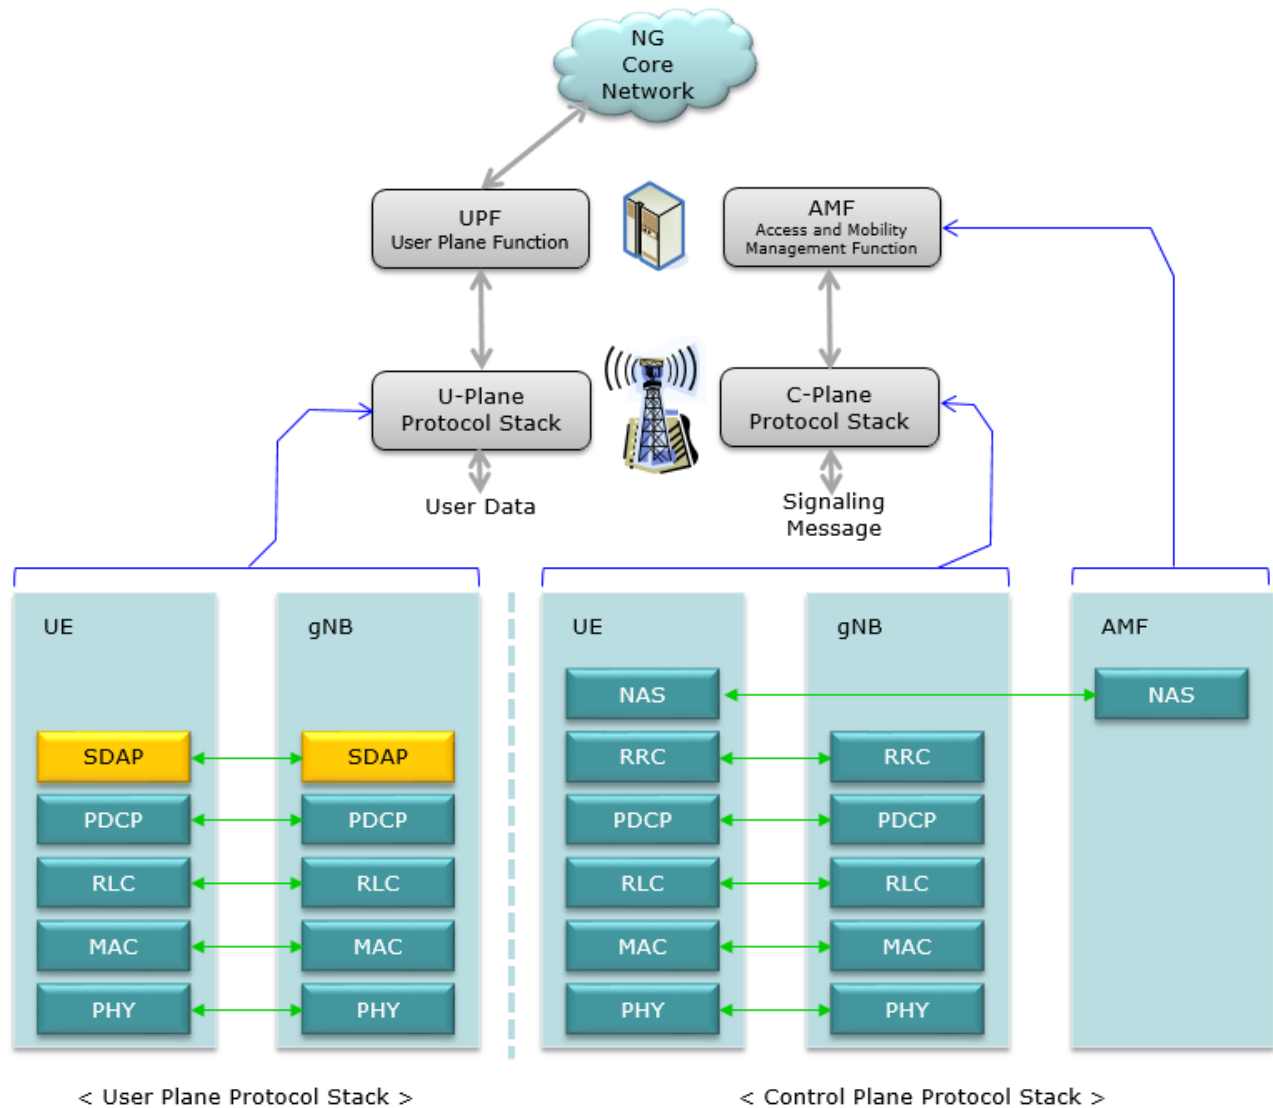 NG
Core
Network
UPF
User Plane Function
AMF
Access and Mobility
Management Function
U-Plane
Protocol Stack
C-Plane
Protocol Stack
User Data
Signaling
Message
UE
gNB
UE
gNB
AMF
NAS
NAS
SDAP
SDAP
RRC
RRC
PDCP
PDCP
PDCP
PDCP
RLC
RLC
RLC
RLC
MAC
MAC
MAC
MAC
PHY
PHY
PHY
PHY
< User Plane Protocol Stack >
< Control Plane Protocol Stack >